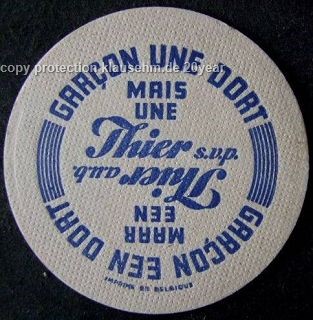 copy protection klausehm.de 20year
GARÇON UNE DORT
MAIS
UNE
Thier s.v.p.
Thier a.u.b.
EEN
MAAR
GARÇON EEN DORT
IMPRIMÉ EN BELGIQUE